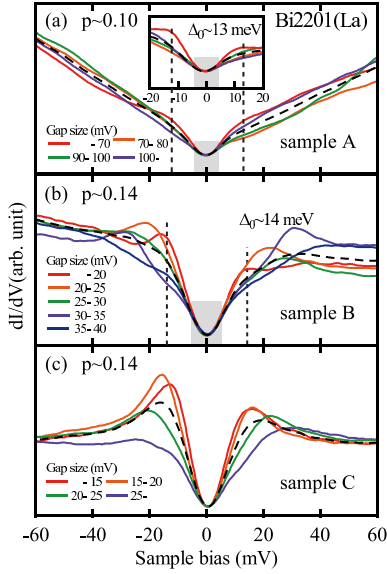 (a) p~0.10 Bi2201(La)
Δ₀~13 meV
-20 -10 0 10 20
Gap size (mV)
- 70 70- 80
90- 100 100-
sample A
(b) p~0.14
Δ₀~14 meV
Gap size (mV)
- 20
20- 25
25- 30
30- 35
35- 40
sample B
dI/dV(arb. unit)
(c) p~0.14
Gap size (mV)
- 15 15- 20
20- 25 25-
sample C
-60 -40 -20 0 20 40 60
Sample bias (mV)